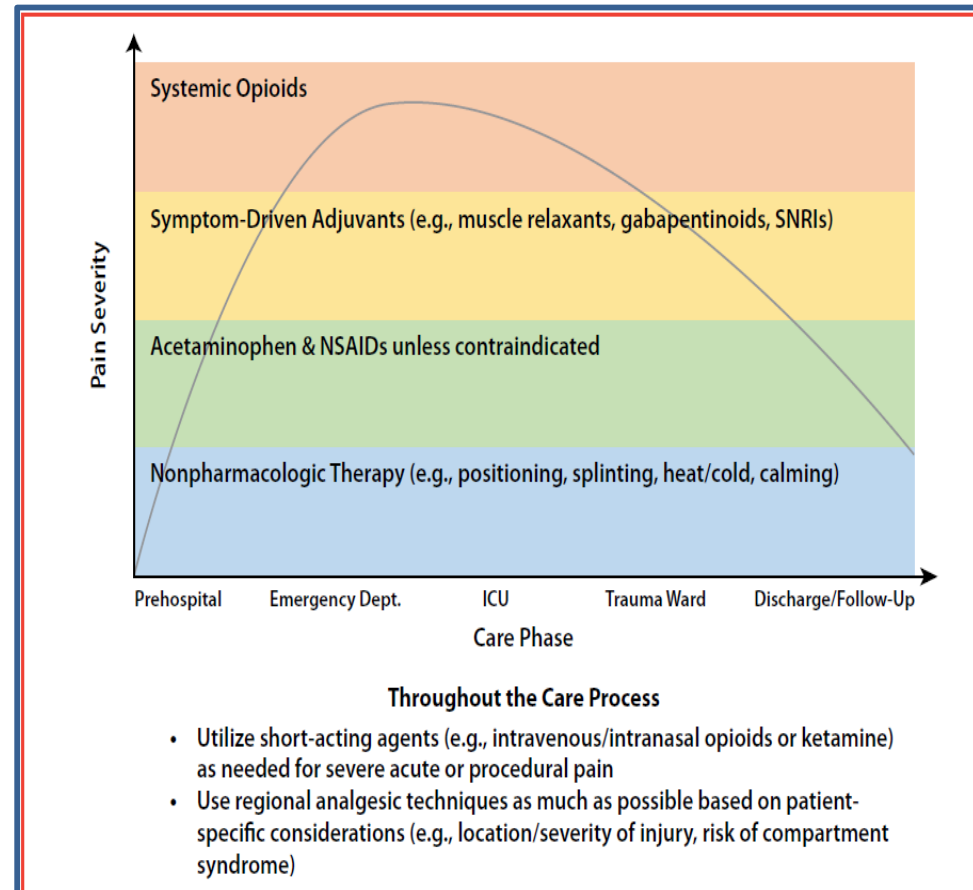 Systemic Opioids
Symptom-Driven Adjuvants (e.g., muscle relaxants, gabapentinoids, SNRIs)
Acetaminophen & NSAIDs unless contraindicated
Nonpharmacologic Therapy (e.g., positioning, splinting, heat/cold, calming)
Pain Severity
Prehospital Emergency Dept. ICU Trauma Ward Discharge/Follow-Up
Care Phase
Throughout the Care Process
• Utilize short-acting agents (e.g., intravenous/intranasal opioids or ketamine)
as needed for severe acute or procedural pain
• Use regional analgesic techniques as much as possible based on patient-
specific considerations (e.g., location/severity of injury, risk of compartment
syndrome)